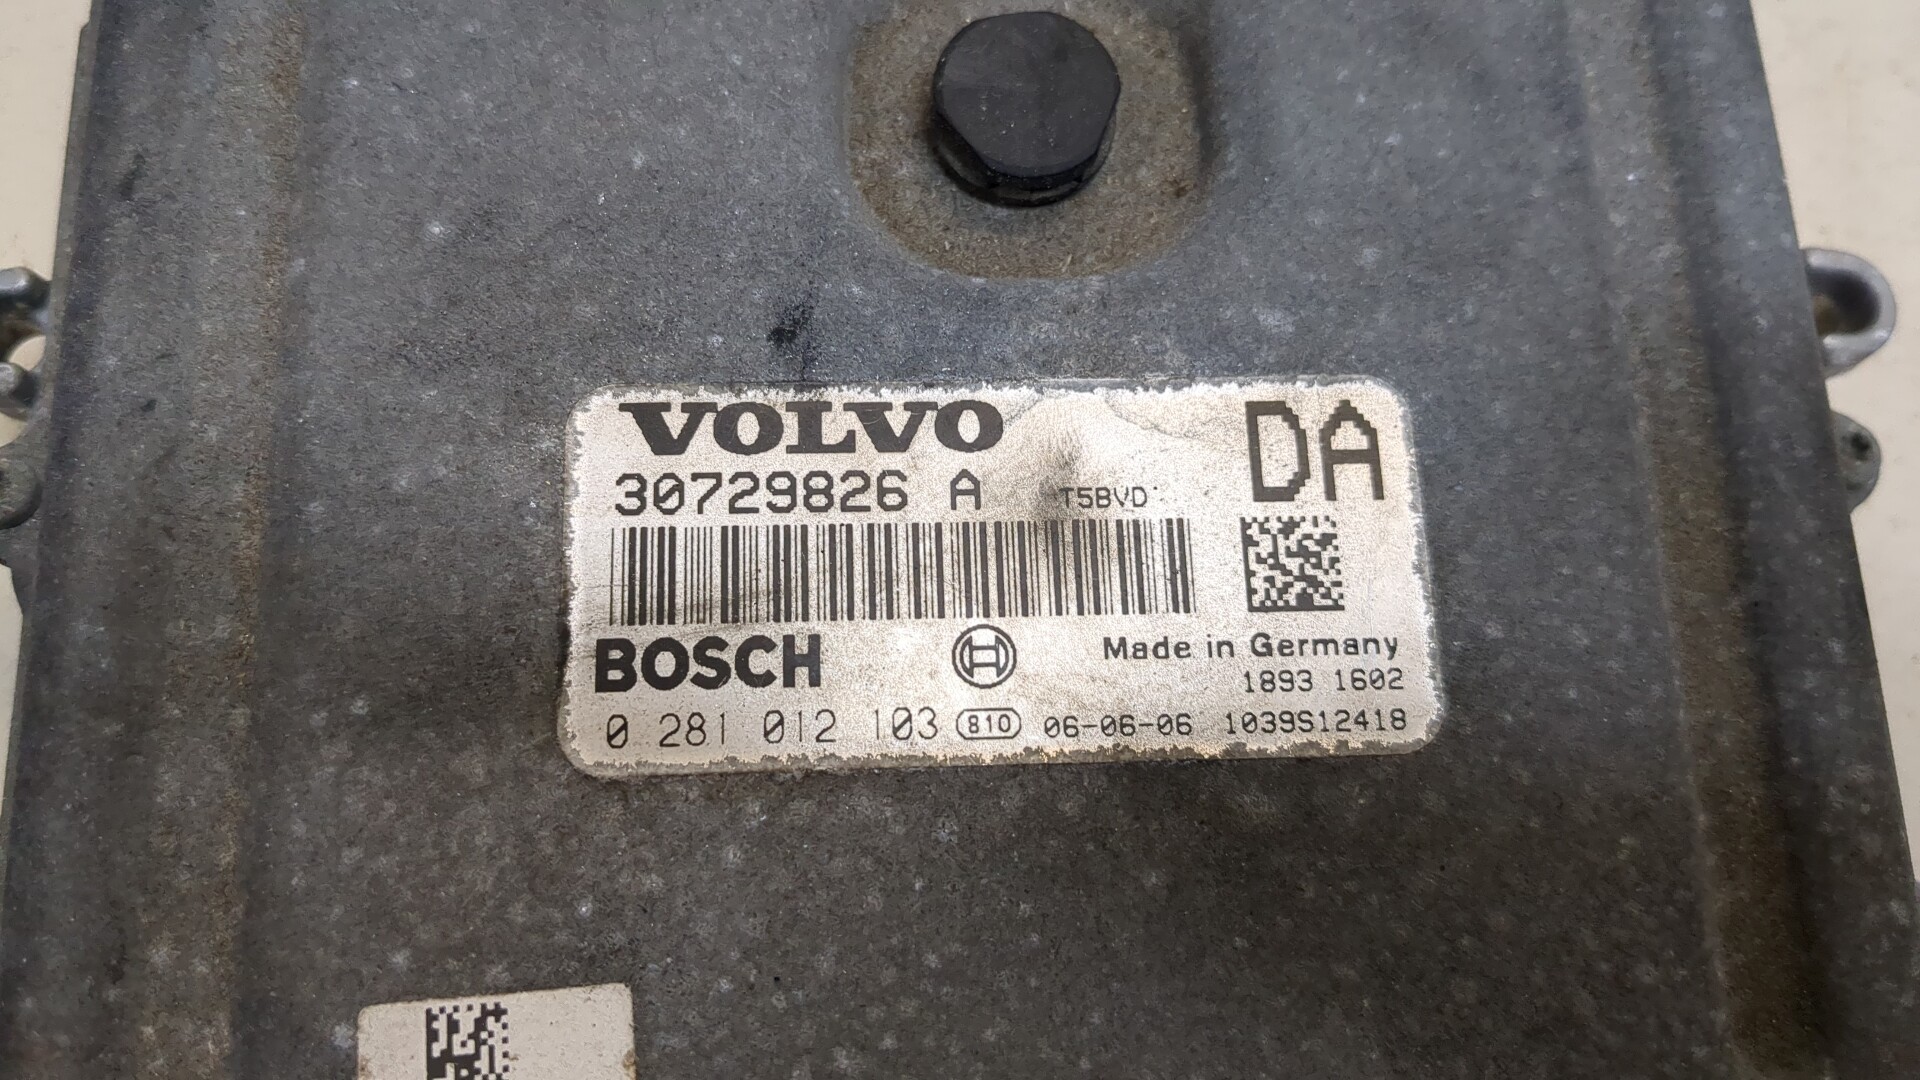 VOLVO
DA
30729826 A T5BVD
BOSCH
Made in Germany
1893 1602
0 281 012 103 810 06-06-06 1039S12418